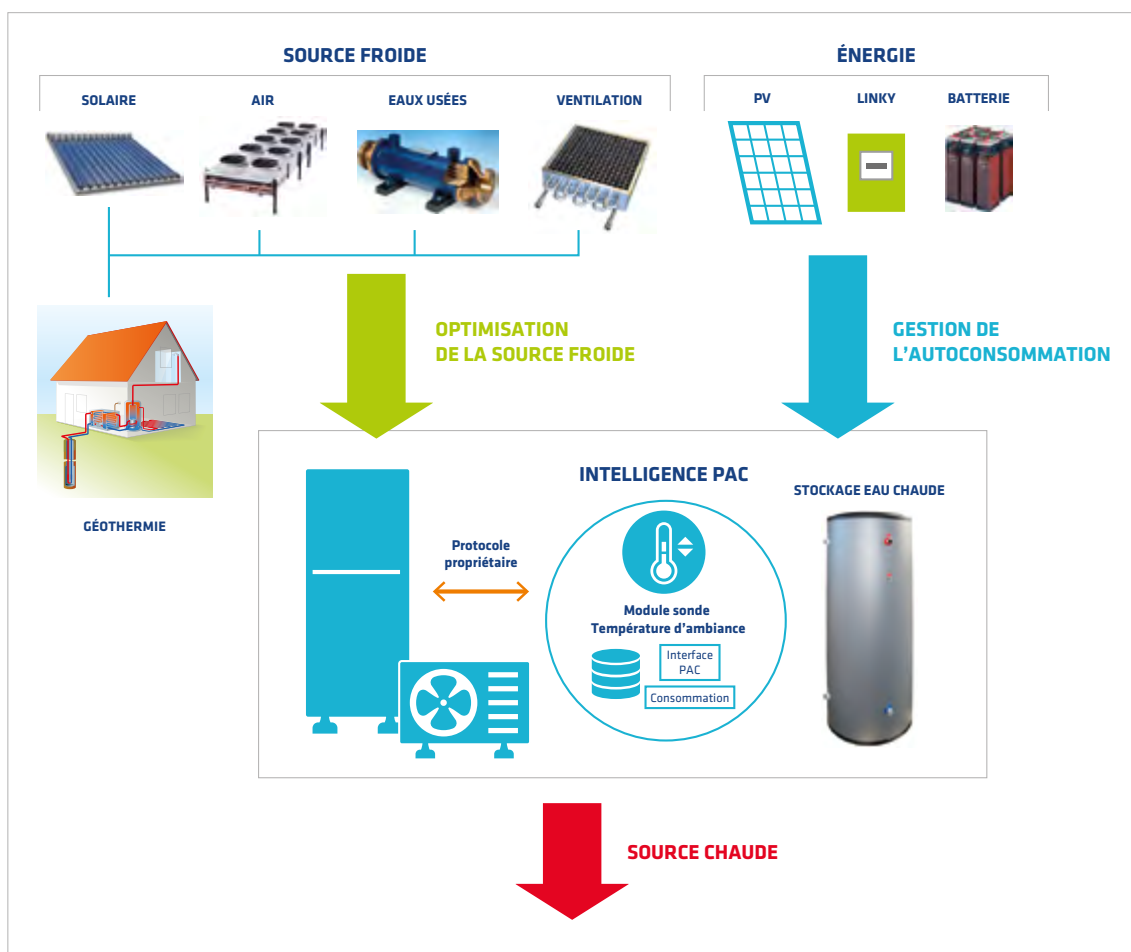 SOURCE FROIDE
ÉNERGIE
SOLAIRE
AIR
EAUX USÉES
VENTILATION
PV
LINKY
BATTERIE
OPTIMISATION
DE LA SOURCE FROIDE
GESTION DE
L'AUTOCONSOMMATION
GÉOTHERMIE
INTELLIGENCE PAC
STOCKAGE EAU CHAUDE
Protocole
propriétaire
Module sonde
Température d'ambiance
Interface
PAC
Consommation
SOURCE CHAUDE